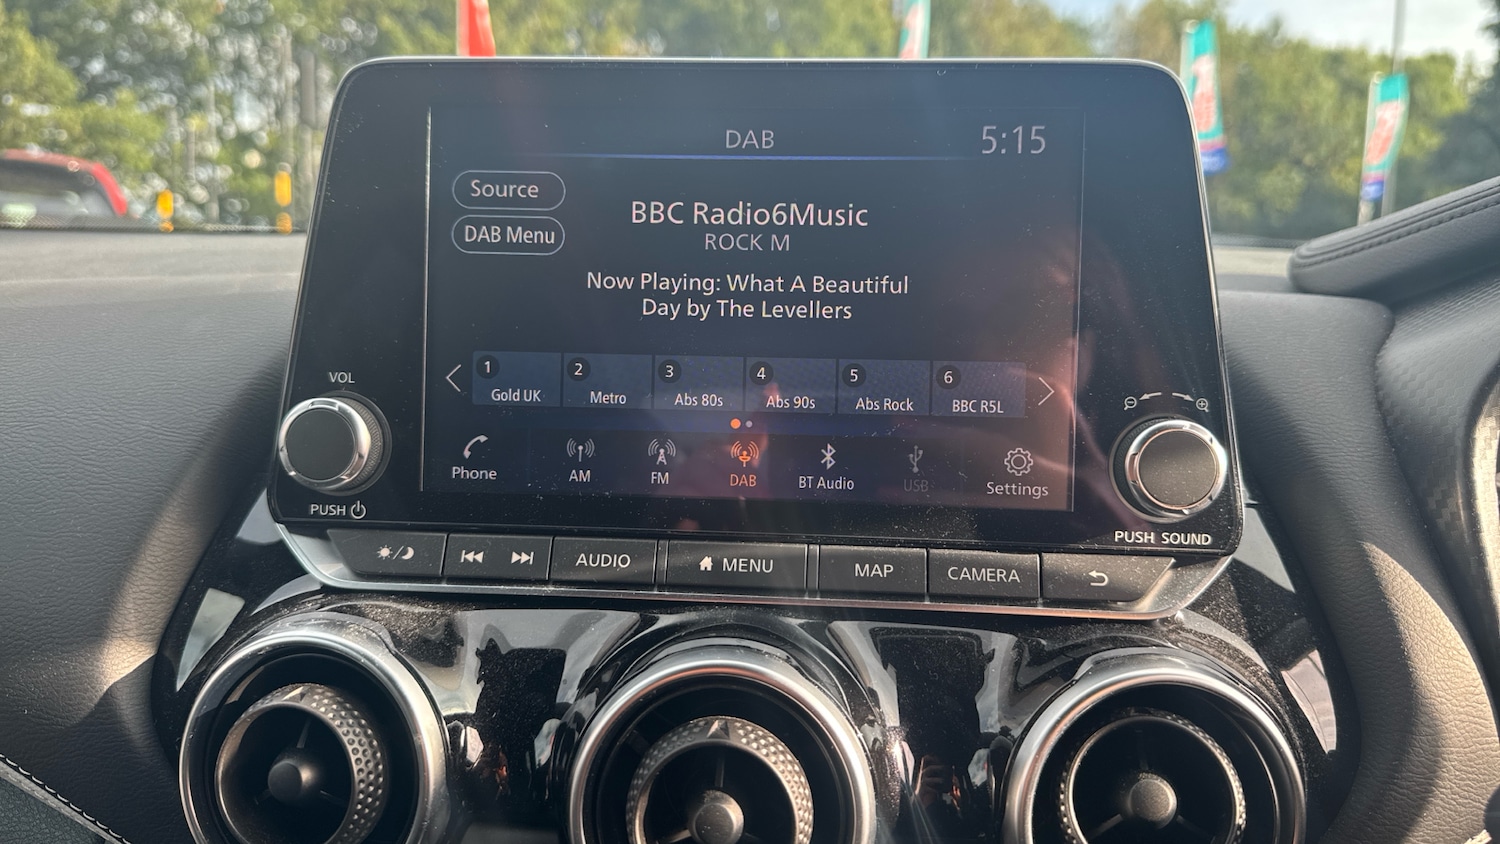 DAB
5:15
Source
DAB Menu
BBC Radio6Music
ROCK M
Now Playing: What A Beautiful
Day by The Levellers
1 Gold UK
2 Metro
3 Abs 80s
4 Abs 90s
5 Abs Rock
6 BBC R5L
Phone
AM
FM
DAB
BT Audio
USB
Settings
VOL
PUSH
PUSH SOUND
AUDIO
MENU
MAP
CAMERA